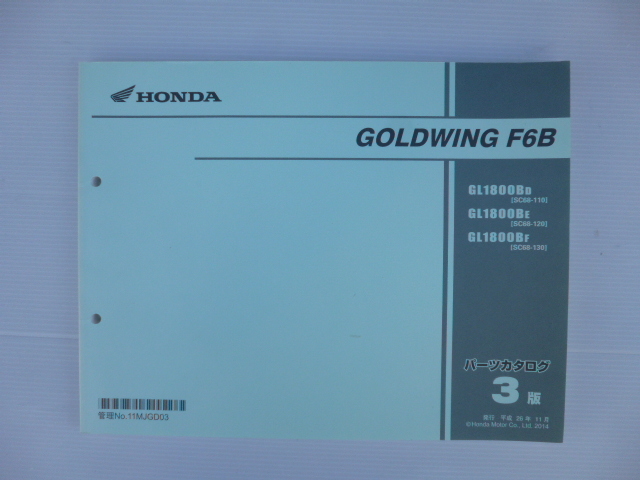 HONDA
GOLDWING F6B
GL1800BD
[SC68-110]
GL1800BE
[SC68-120]
GL1800BF
[SC68-130]
パーツカタログ
3版
管理No.11MJGD03
発行 平成 26 年 11 月
©Honda Motor Co., Ltd. 2014